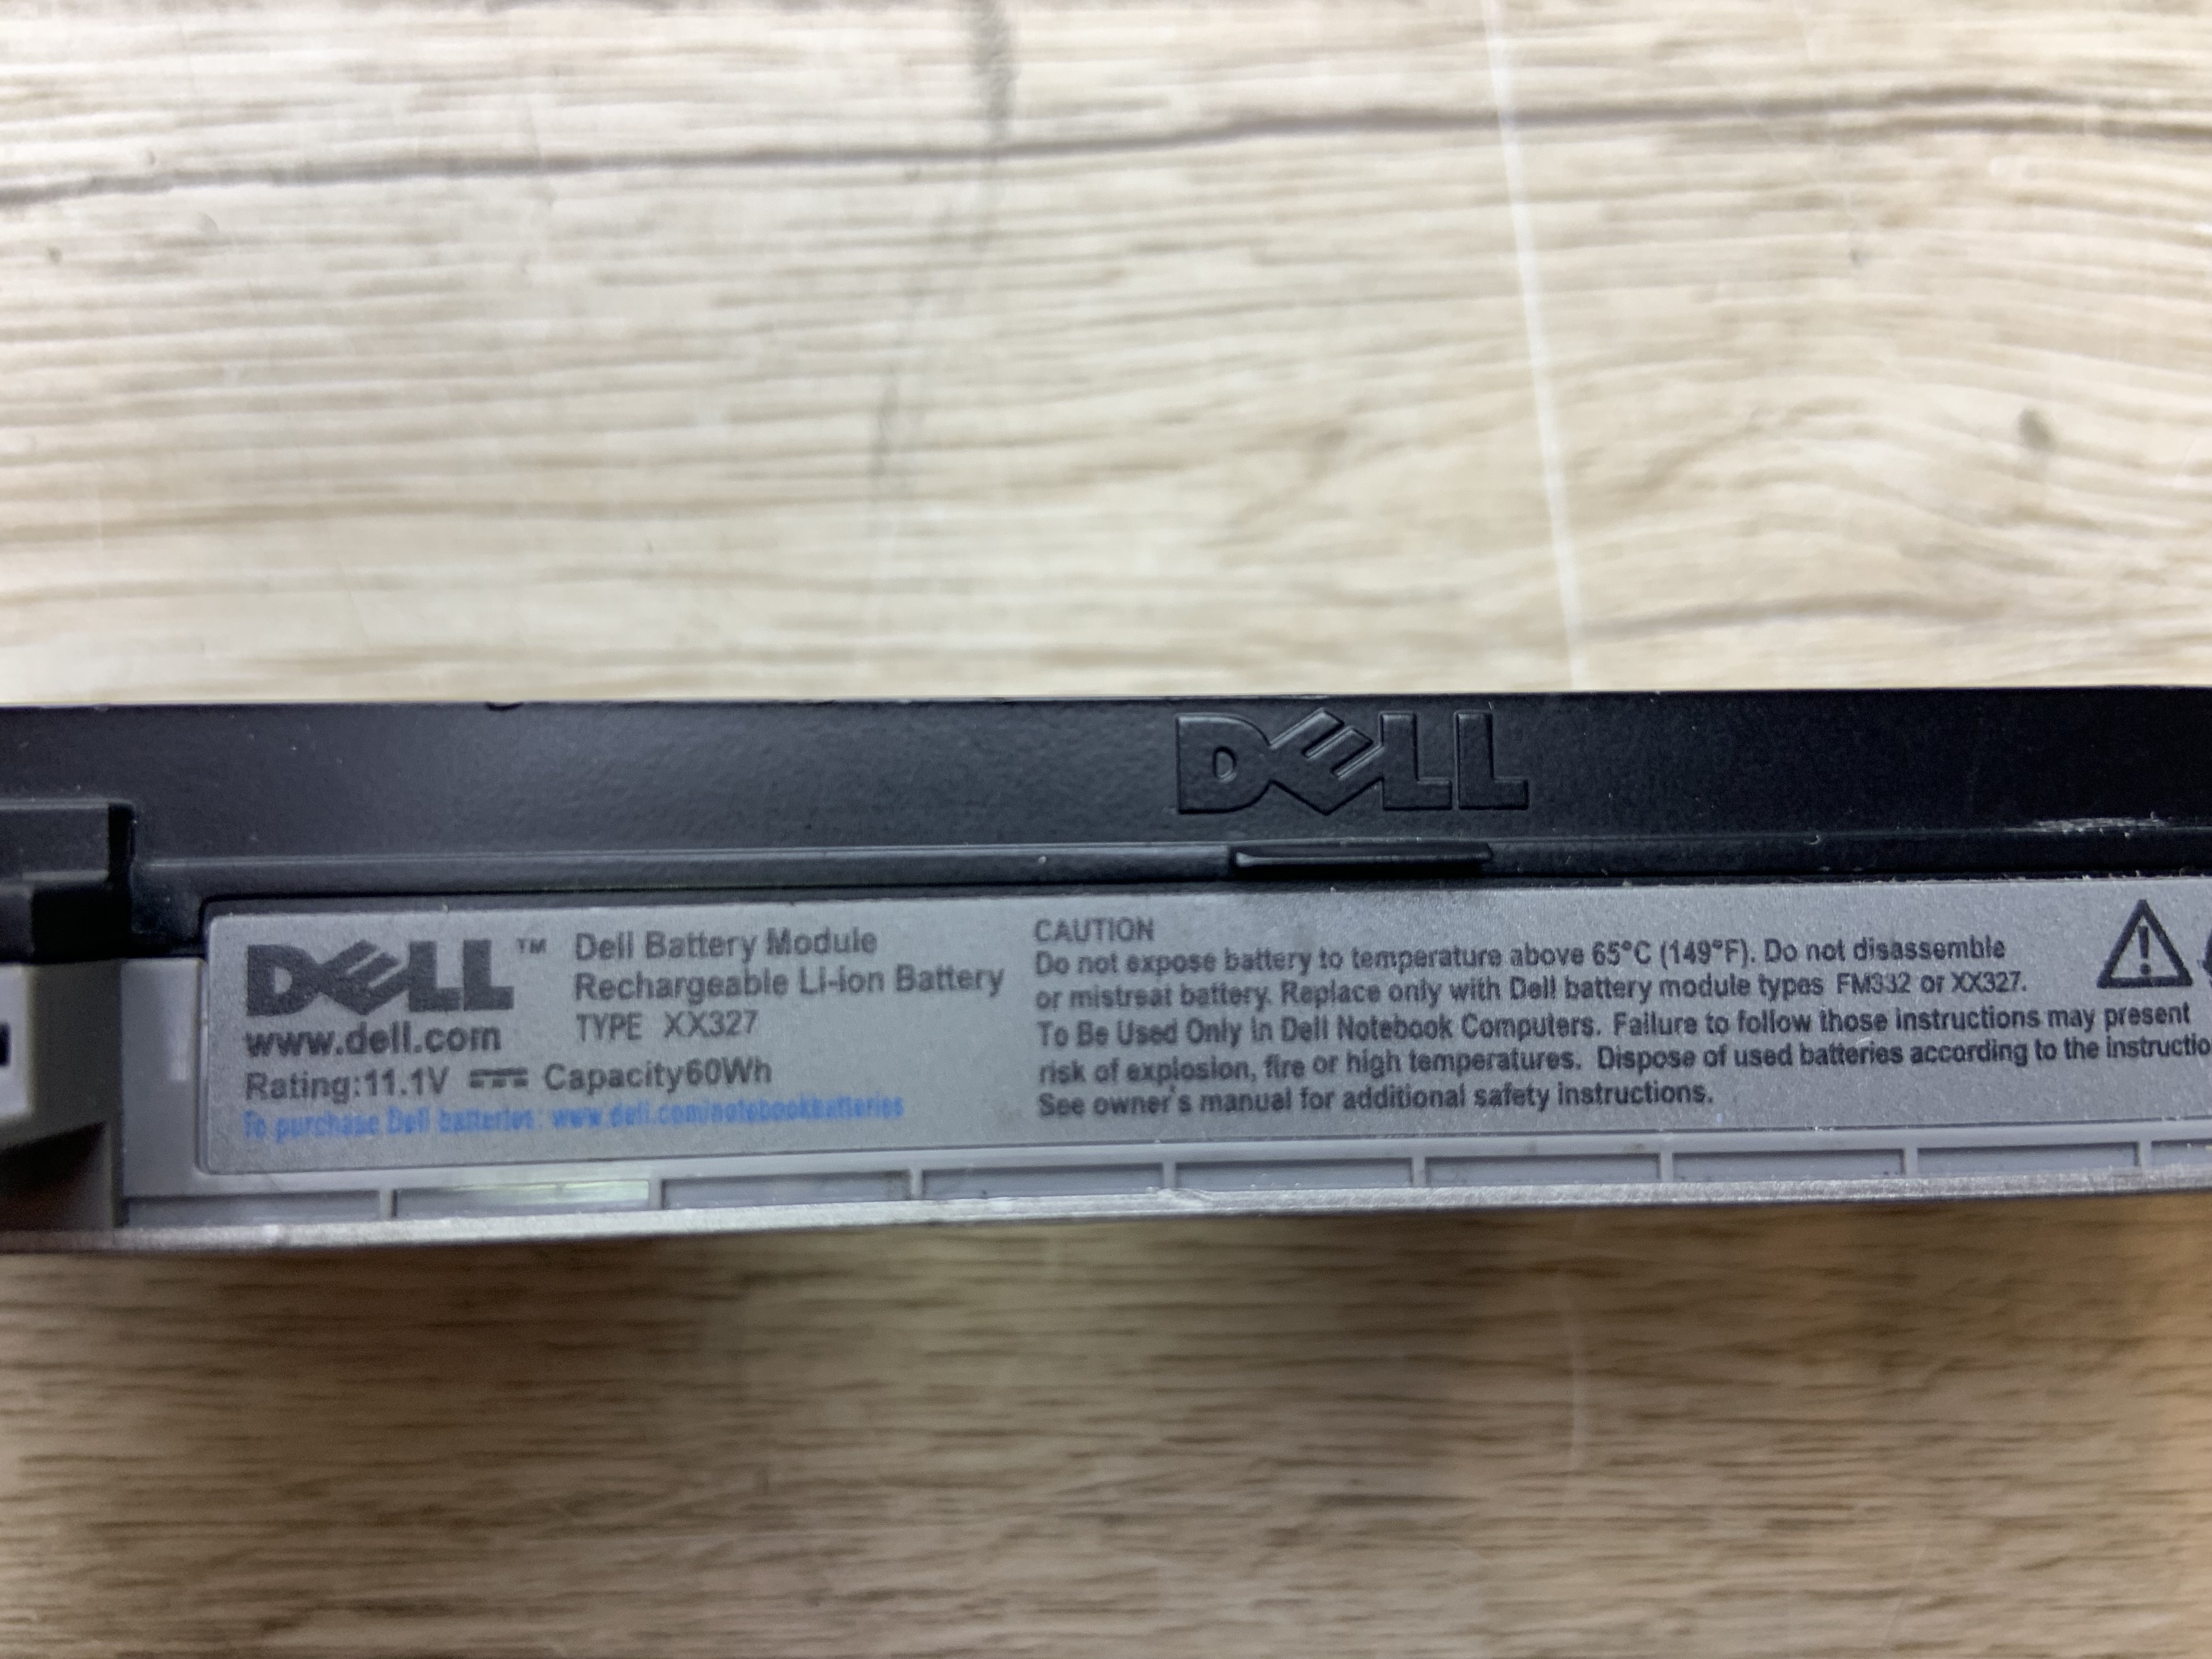 DELL
DELL™
www.dell.com
Dell Battery Module
Rechargeable Li-ion Battery
TYPE XX327
Rating:11.1V Capacity60Wh
To purchase Dell batteries: www.dell.com/notebookbatteries
CAUTION
Do not expose battery to temperature above 65°C (149°F). Do not disassemble
or mistreat battery. Replace only with Dell battery module types FM332 or XX327.
To Be Used Only in Dell Notebook Computers. Failure to follow those instructions may present
risk of explosion, fire or high temperatures. Dispose of used batteries according to the instructio
See owner's manual for additional safety instructions.